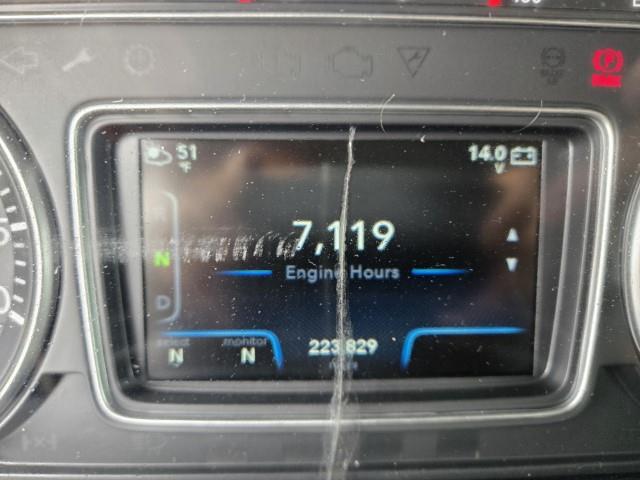 51 14.0
°F V
N
7,119
Engine Hours
D
select monitor
N N 223,829